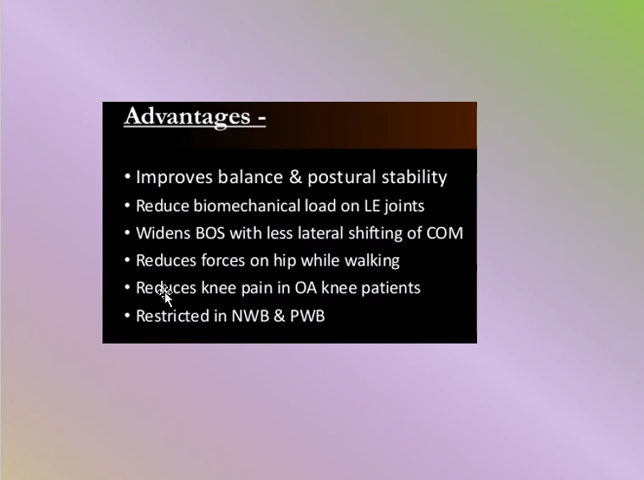 Advantages -
• Improves balance & postural stability
• Reduce biomechanical load on LE joints
• Widens BOS with less lateral shifting of COM
• Reduces forces on hip while walking
• Reduces knee pain in OA knee patients
• Restricted in NWB & PWB